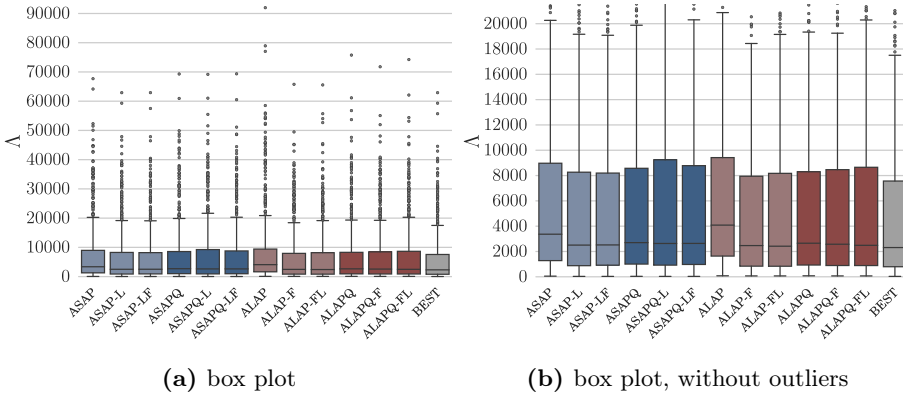 90000
80000
70000
60000
50000
40000
30000
20000
10000
0
Λ
ASAP
ASAP-L
ASAP-LF
ASAPQ
ASAPQ-L
ASAPQ-LF
ALAP
ALAP-F
ALAP-FL
ALAPQ
ALAPQ-F
ALAPQ-FL
BEST
(a) box plot
20000
18000
16000
14000
12000
10000
8000
6000
4000
2000
0
Λ
ASAP
ASAP-L
ASAP-LF
ASAPQ
ASAPQ-L
ASAPQ-LF
ALAP
ALAP-F
ALAP-FL
ALAPQ
ALAPQ-F
ALAPQ-FL
BEST
(b) box plot, without outliers